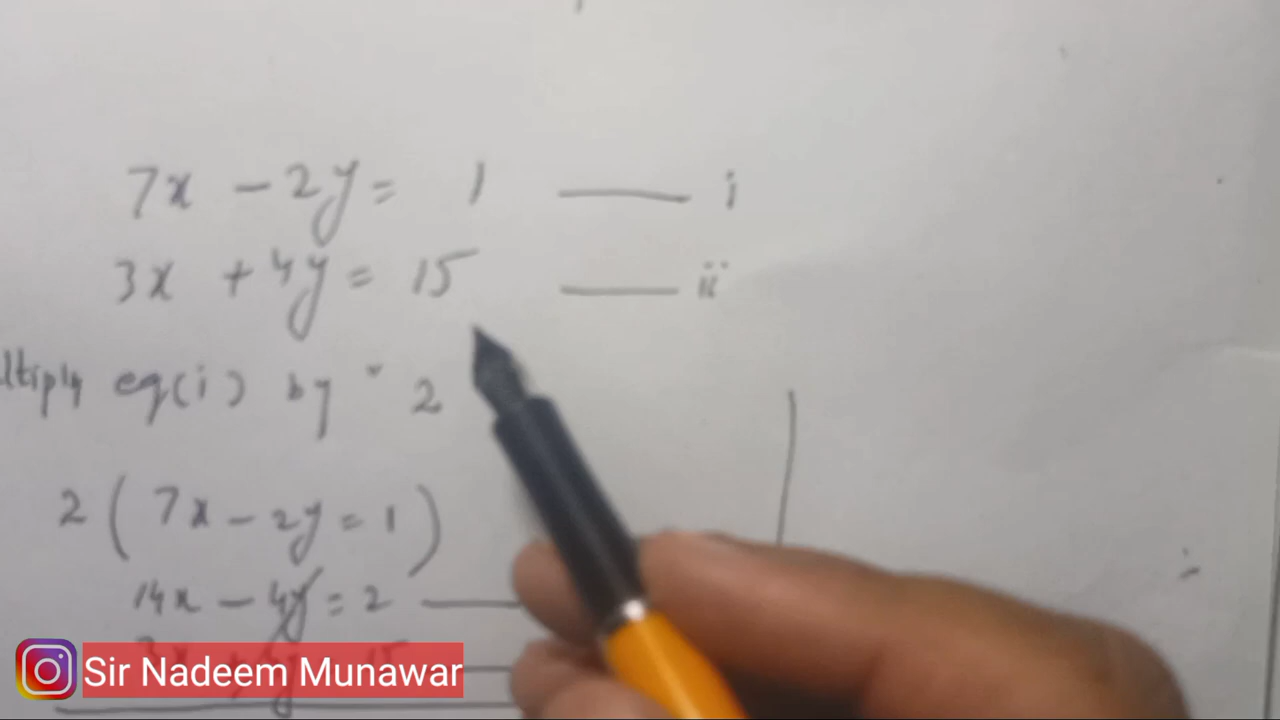 7x - 2y = 1 —— i
3x + 4y = 15 —— ii
ltiply eq(i) by 2
2 ( 7x - 2y = 1 )
14x - 4y = 2 ——
Sir Nadeem Munawar